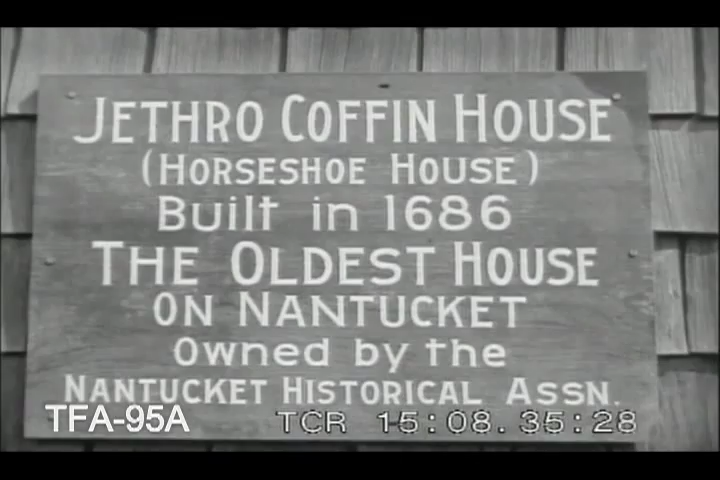 JETHRO COFFIN HOUSE
(HORSESHOE HOUSE)
Built in 1686
THE OLDEST HOUSE
ON NANTUCKET
Owned by the
NANTUCKET HISTORICAL ASSN.
TFA-95A TCR 15:08.35:28